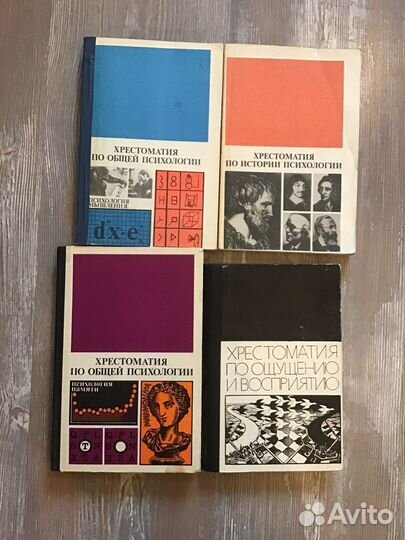 ХРЕСТОМАТИЯ
ПО ОБЩЕЙ ПСИХОЛОГИИ
ПСИХОЛОГИЯ
МЫШЛЕНИЯ
ХРЕСТОМАТИЯ
ПО ИСТОРИИ ПСИХОЛОГИИ
ХРЕСТОМАТИЯ
ПО ОБЩЕЙ ПСИХОЛОГИИ
ПСИХОЛОГИЯ
ПАМЯТИ
ХРЕСТОМАТИЯ
ПО ОЩУЩЕНИЮ
И ВОСПРИЯТИЮ
Avito